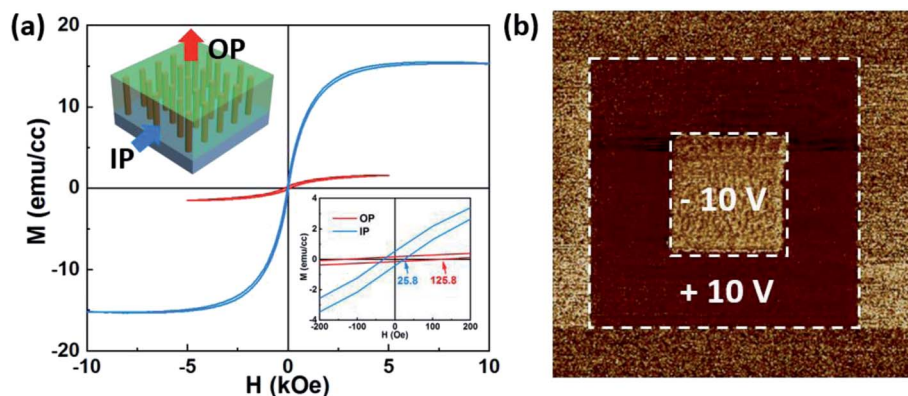 (a)
20
10
0
-10
-20
M (emu/cc)
-10
-5
0
5
10
H (kOe)
OP
IP
4
2
0
-2
-4
M (emu/cc)
OP
IP
25.8
125.8
-200
-100
0
100
200
H (Oe)
(b)
- 10 V
+ 10 V